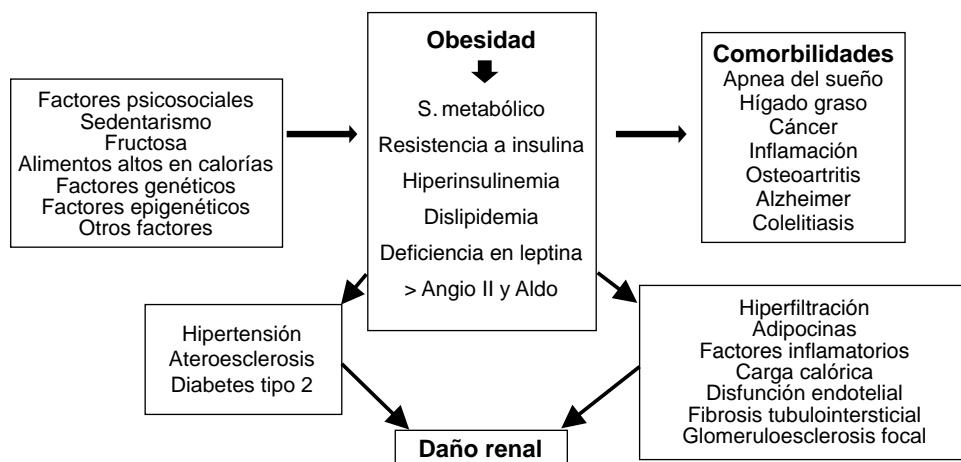 Factores psicosociales
Sedentarismo
Fructosa
Alimentos altos en calorías
Factores genéticos
Factores epigenéticos
Otros factores
Obesidad
S. metabólico
Resistencia a insulina
Hiperinsulinemia
Dislipidemia
Deficiencia en leptina
> Angio II y Aldo
Comorbilidades
Apnea del sueño
Hígado graso
Cáncer
Inflamación
Osteoartritis
Alzheimer
Colelitiasis
Hipertensión
Ateroesclerosis
Diabetes tipo 2
Hiperfiltración
Adipocinas
Factores inflamatorios
Carga calórica
Disfunción endotelial
Fibrosis tubulointersticial
Glomeruloesclerosis focal
Daño renal